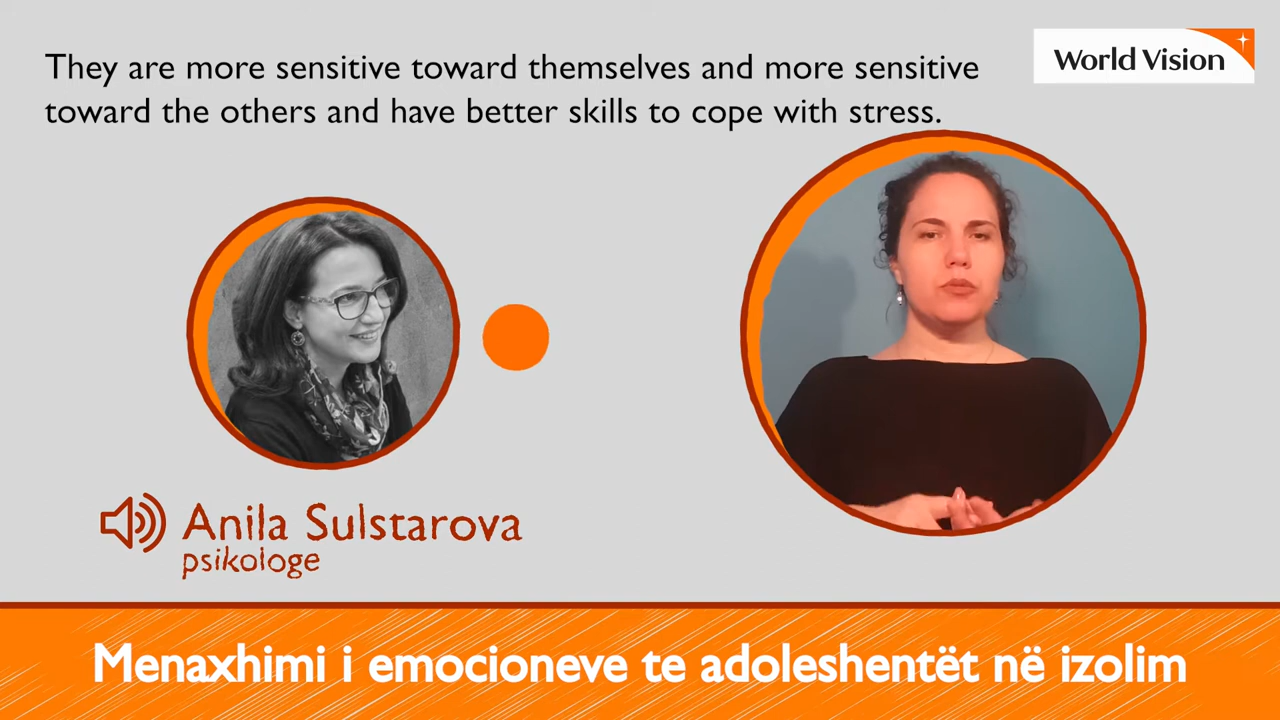 They are more sensitive toward themselves and more sensitive
toward the others and have better skills to cope with stress.
World Vision
Anila Sulstarova
psikologe
Menaxhimi i emocioneve te adoleshentët në izolim